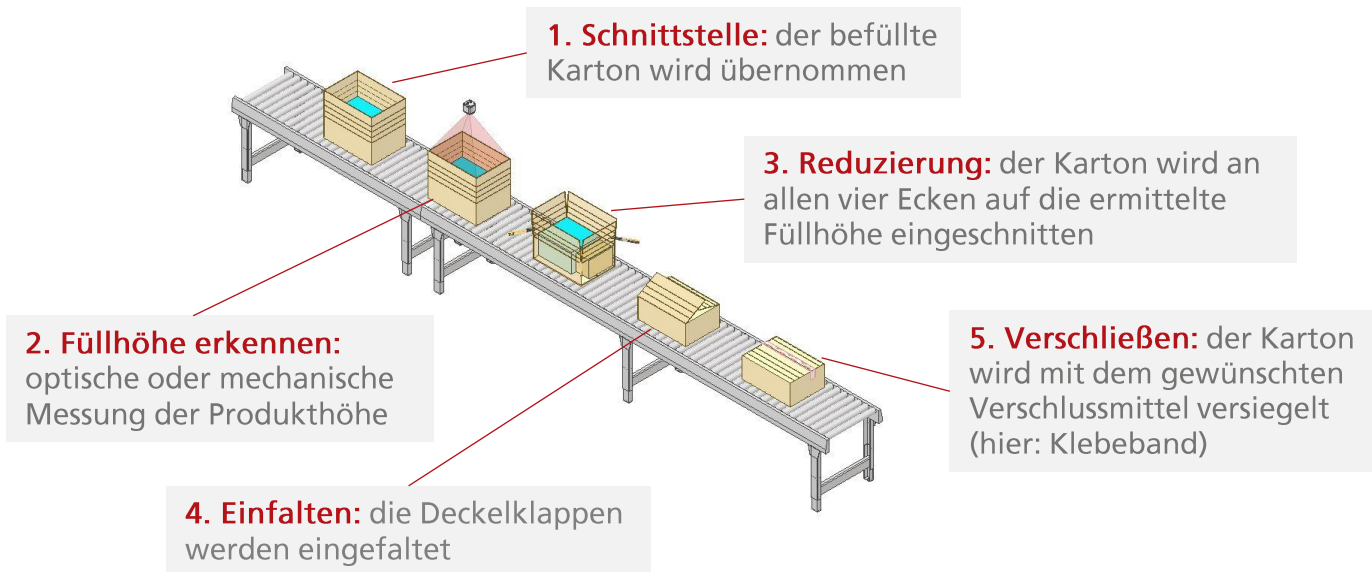 1. Schnittstelle: der befüllte
Karton wird übernommen
2. Füllhöhe erkennen:
optische oder mechanische
Messung der Produkthöhe
3. Reduzierung: der Karton wird an
allen vier Ecken auf die ermittelte
Füllhöhe eingeschnitten
4. Einfalten: die Deckelklappen
werden eingefaltet
5. Verschließen: der Karton
wird mit dem gewünschten
Verschlussmittel versiegelt
(hier: Klebeband)